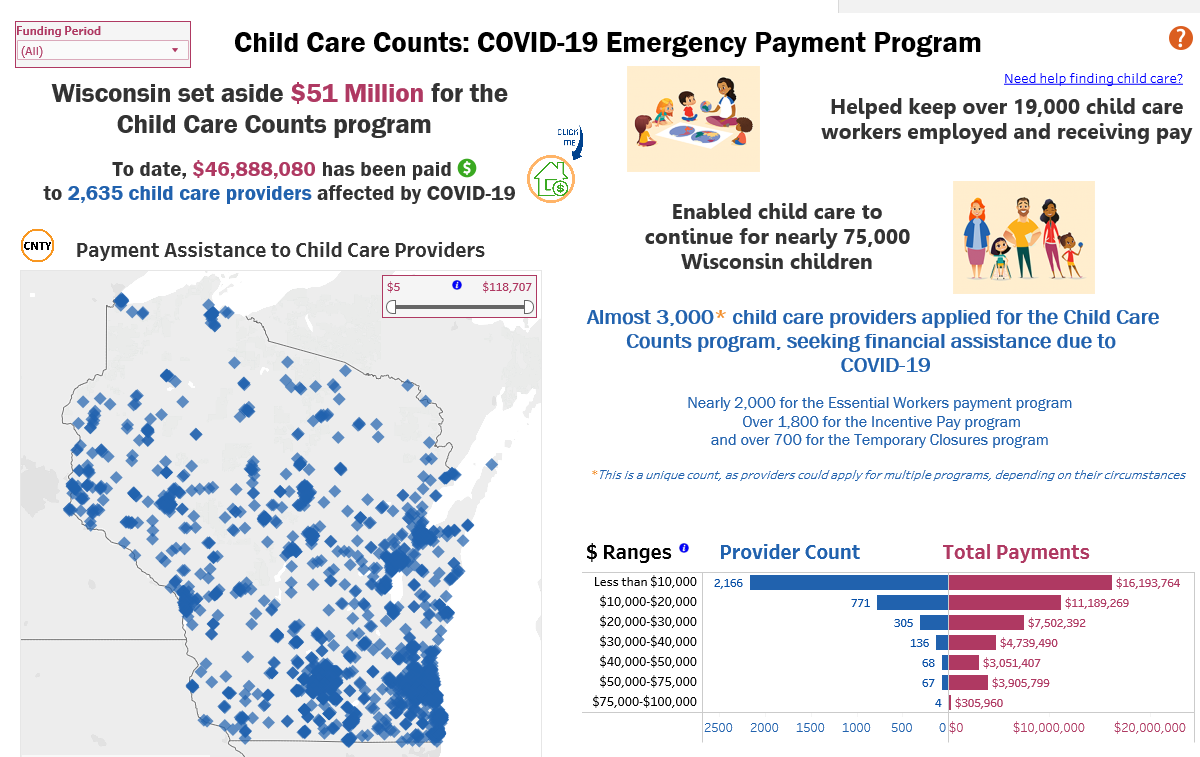 Funding Period
(All)
Child Care Counts: COVID-19 Emergency Payment Program
?
Wisconsin set aside $51 Million for the
Child Care Counts program
To date, $46,888,080 has been paid $
to 2,635 child care providers affected by COVID-19
CLICK
ME
$
Need help finding child care?
Helped keep over 19,000 child care
workers employed and receiving pay
Enabled child care to
continue for nearly 75,000
Wisconsin children
CNTY
Payment Assistance to Child Care Providers
$5
i
$118,707
Almost 3,000* child care providers applied for the Child Care
Counts program, seeking financial assistance due to
COVID-19
Nearly 2,000 for the Essential Workers payment program
Over 1,800 for the Incentive Pay program
and over 700 for the Temporary Closures program
*This is a unique count, as providers could apply for multiple programs, depending on their circumstances
$ Ranges i Provider Count Total Payments
Less than $10,000 2,166 $16,193,764
$10,000-$20,000 771 $11,189,269
$20,000-$30,000 305 $7,502,392
$30,000-$40,000 136 $4,739,490
$40,000-$50,000 68 $3,051,407
$50,000-$75,000 67 $3,905,799
$75,000-$100,000 4 $305,960
2500 2000 1500 1000 500 0 $0 $10,000,000 $20,000,000